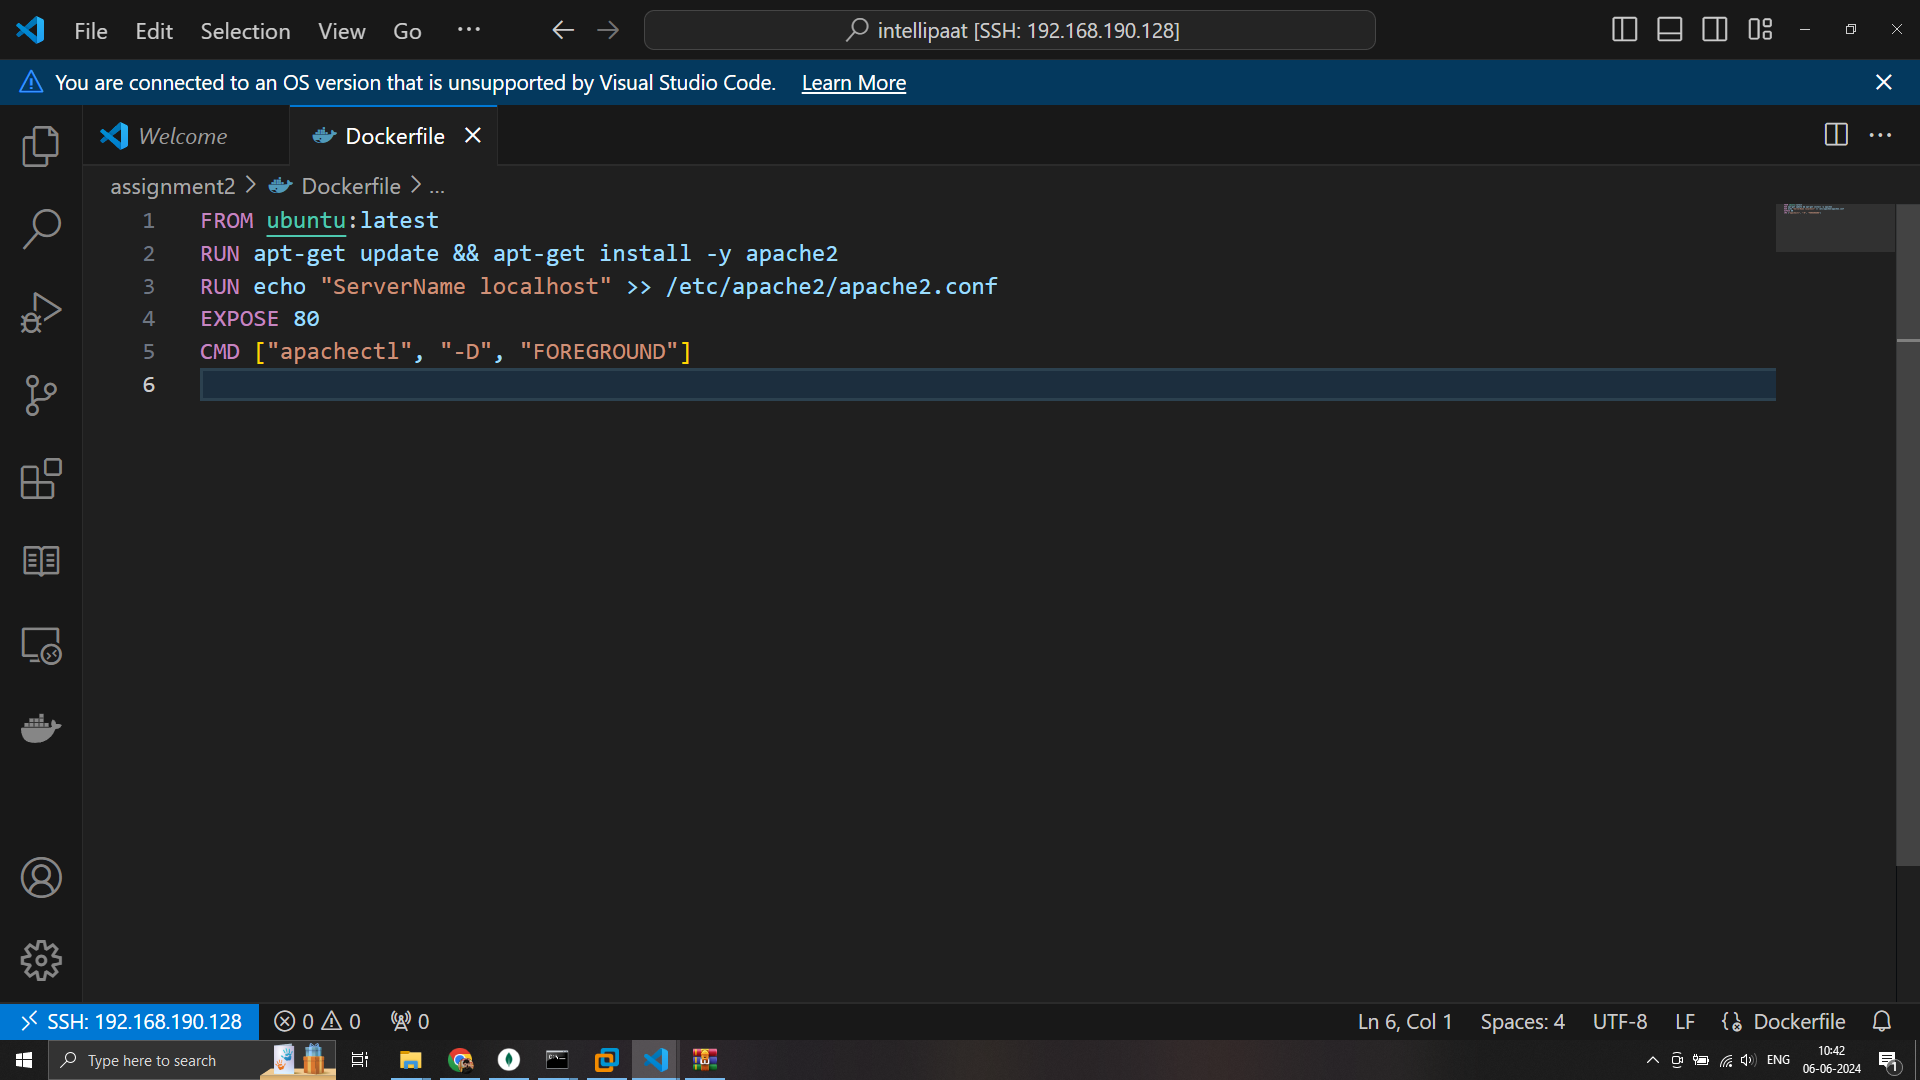 File Edit Selection View Go ··· intellipaat [SSH: 192.168.190.128]
You are connected to an OS version that is unsupported by Visual Studio Code. Learn More
Welcome Dockerfile
assignment2 > Dockerfile > ...
1 FROM ubuntu:latest
2 RUN apt-get update && apt-get install -y apache2
3 RUN echo "ServerName localhost" >> /etc/apache2/apache2.conf
4 EXPOSE 80
5 CMD ["apachectl", "-D", "FOREGROUND"]
6
SSH: 192.168.190.128 0 0 0 Ln 6, Col 1 Spaces: 4 UTF-8 LF Dockerfile
Type here to search ENG 10:42
06-06-2024 1